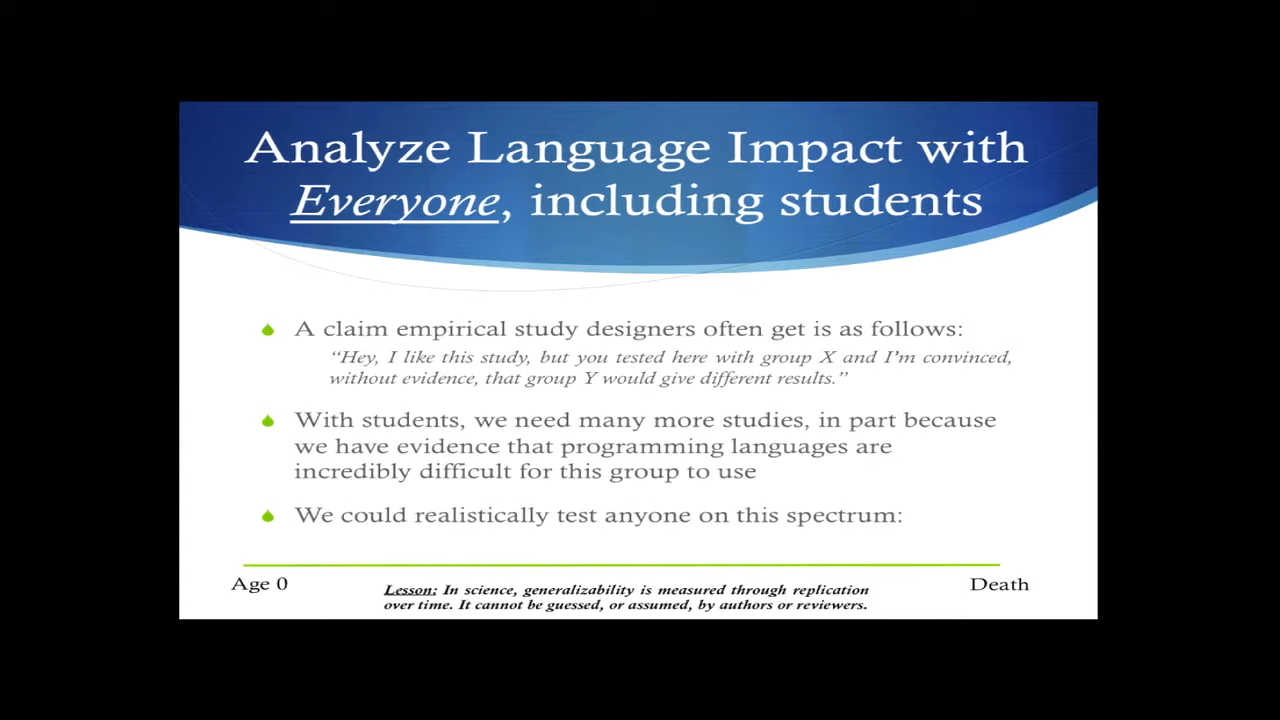 Analyze Language Impact with
Everyone, including students
A claim empirical study designers often get is as follows:
“Hey, I like this study, but you tested here with group X and I’m convinced,
without evidence, that group Y would give different results.”
With students, we need many more studies, in part because
we have evidence that programming languages are
incredibly difficult for this group to use
We could realistically test anyone on this spectrum:
Age 0
Lesson: In science, generalizability is measured through replication
over time. It cannot be guessed, or assumed, by authors or reviewers.
Death